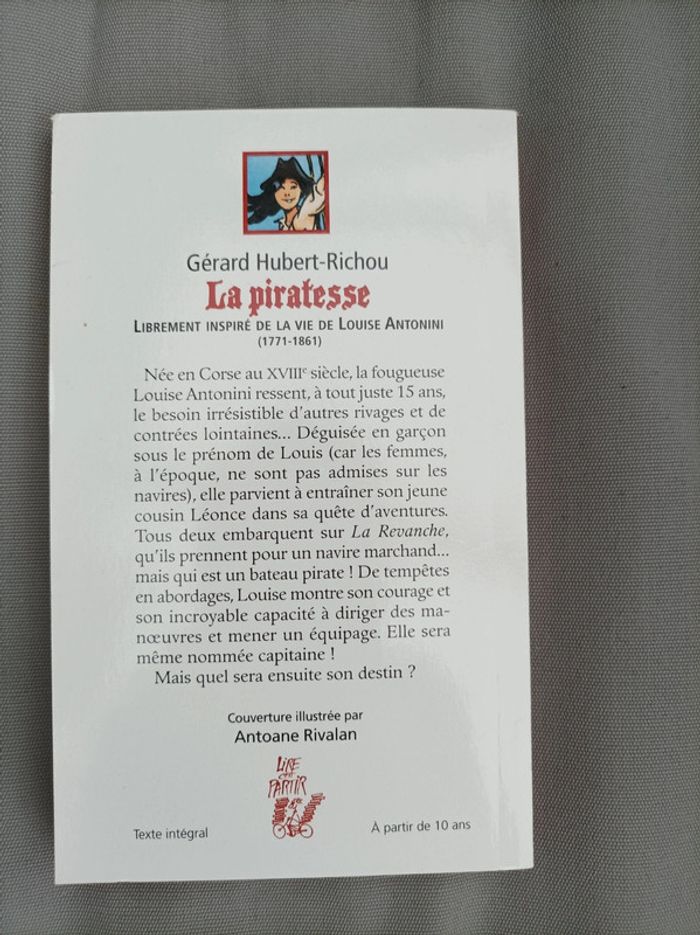 Gérard Hubert-Richou
La piratesse
LIBREMENT INSPIRÉ DE LA VIE DE LOUISE ANTONINI
(1771-1861)
Née en Corse au XVIIIe siècle, la fougueuse
Louise Antonini ressent, à tout juste 15 ans,
le besoin irrésistible d'autres rivages et de
contrées lointaines... Déguisée en garçon
sous le prénom de Louis (car les femmes,
à l'époque, ne sont pas admises sur les
navires), elle parvient à entraîner son jeune
cousin Léonce dans sa quête d'aventures.
Tous deux embarquent sur La Revanche,
qu'ils prennent pour un navire marchand...
mais qui est un bateau pirate ! De tempêtes
en abordages, Louise montre son courage et
son incroyable capacité à diriger des ma-
nœuvres et mener un équipage. Elle sera
même nommée capitaine !
Mais quel sera ensuite son destin ?
Couverture illustrée par
Antoane Rivalan
LIRE
C'EST
PARTIR
Texte intégral
À partir de 10 ans